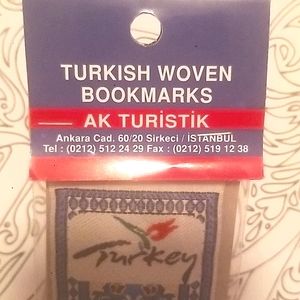 TURKISH WOVEN
BOOKMARKS
AK TURİSTİK
Ankara Cad. 60/20 Sirkeci / İSTANBUL
Tel : (0212) 512 24 29 Fax : (0212) 519 12 38
Turkey